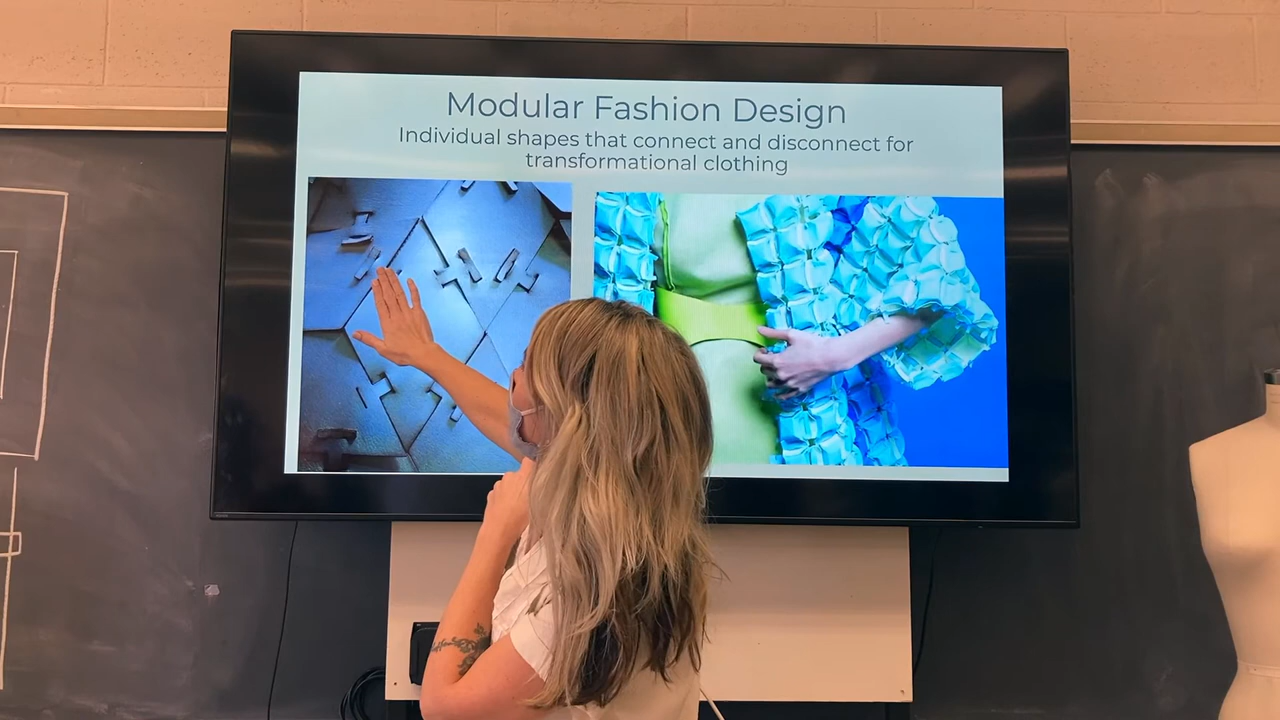 Modular Fashion Design
Individual shapes that connect and disconnect for
transformational clothing